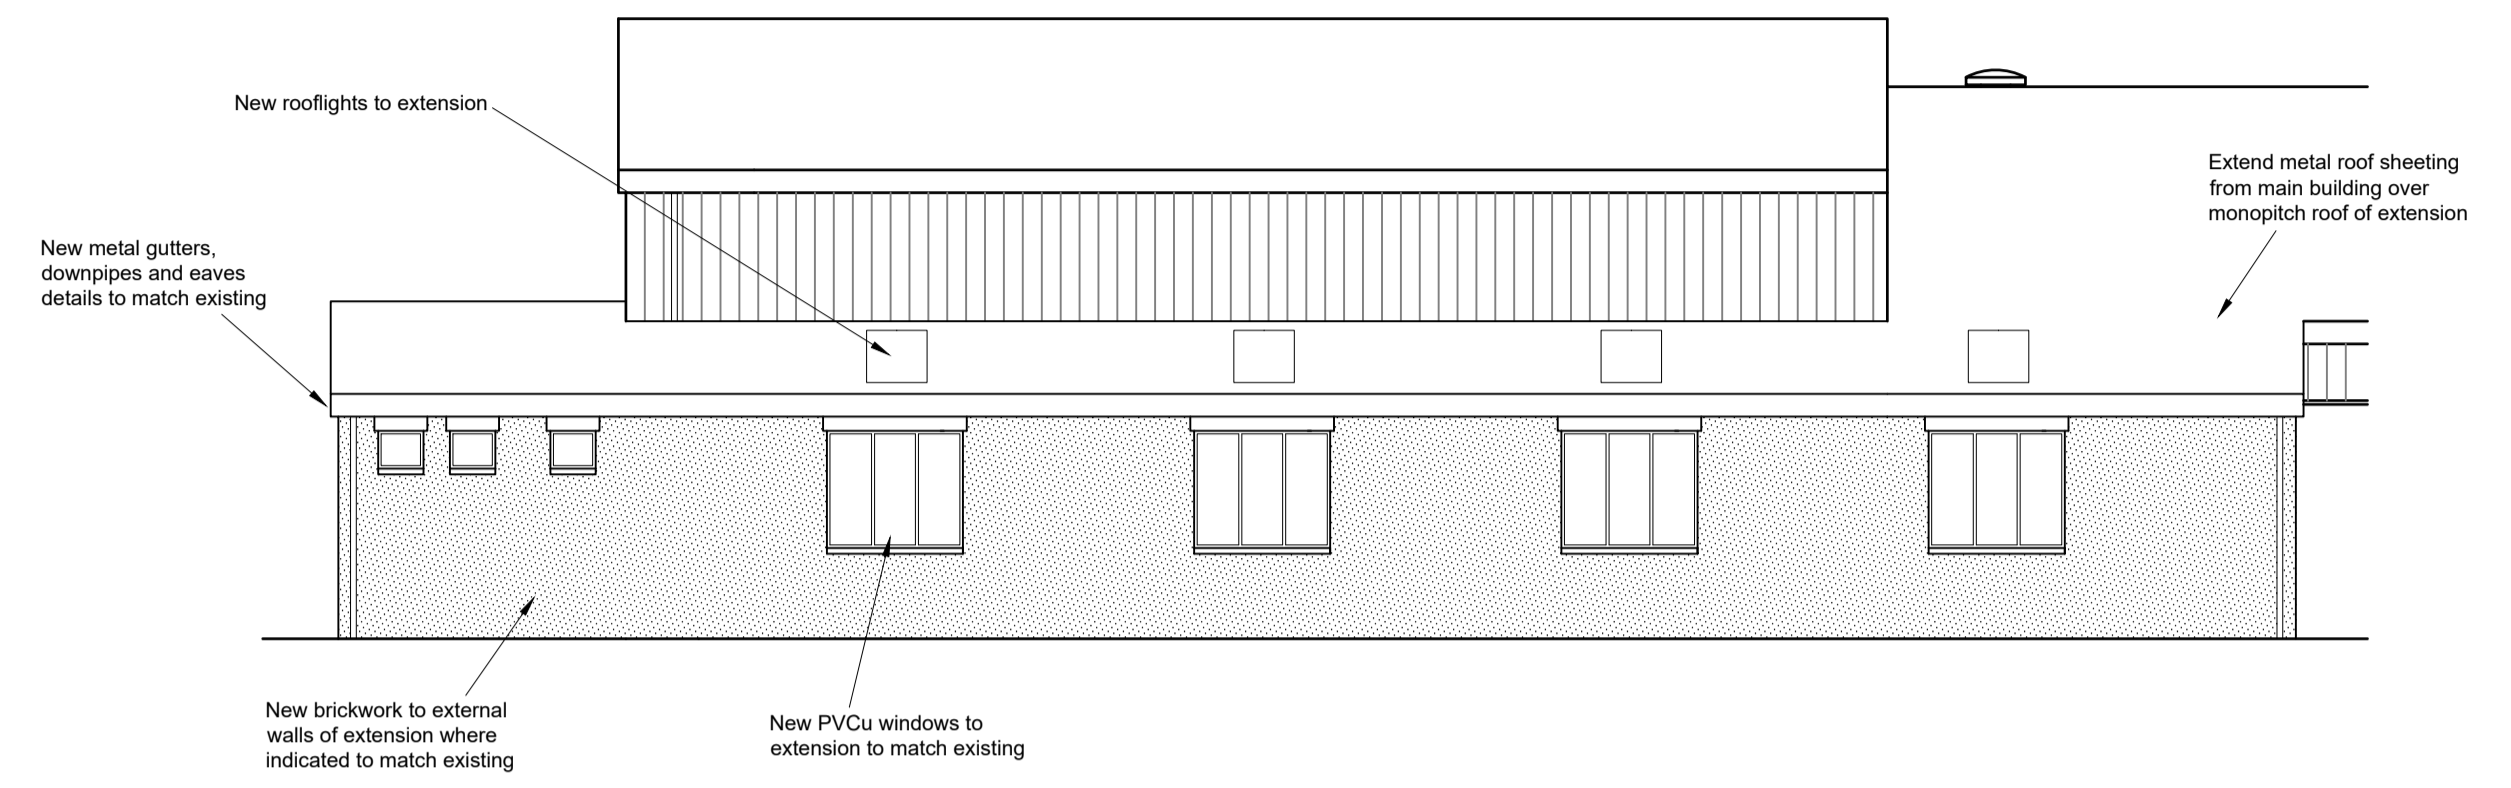 New rooflights to extension
Extend metal roof sheeting
from main building over
monopitch roof of extension
New metal gutters,
downpipes and eaves
details to match existing
New brickwork to external
walls of extension where
indicated to match existing
New PVCu windows to
extension to match existing